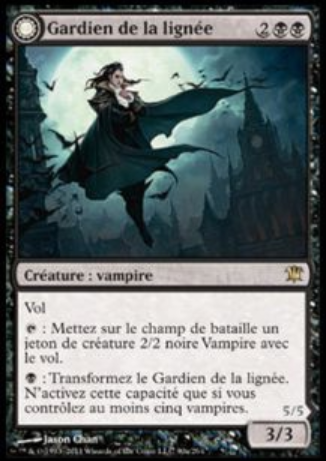 Gardien de la lignée 2
Créature : vampire
Vol
: Mettez sur le champ de bataille un
jeton de créature 2/2 noire Vampire avec
le vol.
: Transformez le Gardien de la lignée.
N'activez cette capacité que si vous
contrôlez au moins cinq vampires.
5/5
Jason Chan
3/3